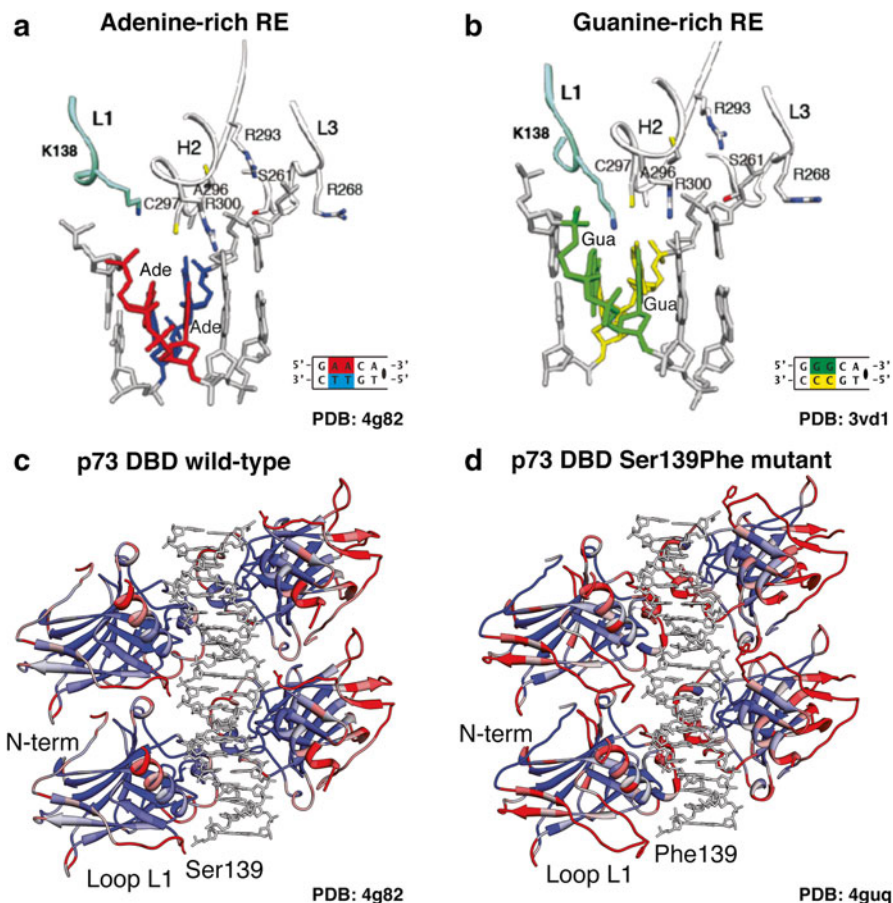 a
Adenine-rich RE
L1
K138
H2
R293
L3
C297
A296
S261
R268
R300
Ade
Ade
5'- G A A C A -3'
3'- C T T G T -5'
PDB: 4g82
b
Guanine-rich RE
L1
K138
H2
R293
L3
C297
A296
S261
R268
R300
Gua
Gua
5'- G G G C A -3'
3'- C C C G T -5'
PDB: 3vd1
c
p73 DBD wild-type
N-term
Loop L1
Ser139
PDB: 4g82
d
p73 DBD Ser139Phe mutant
N-term
Loop L1
Phe139
PDB: 4guq